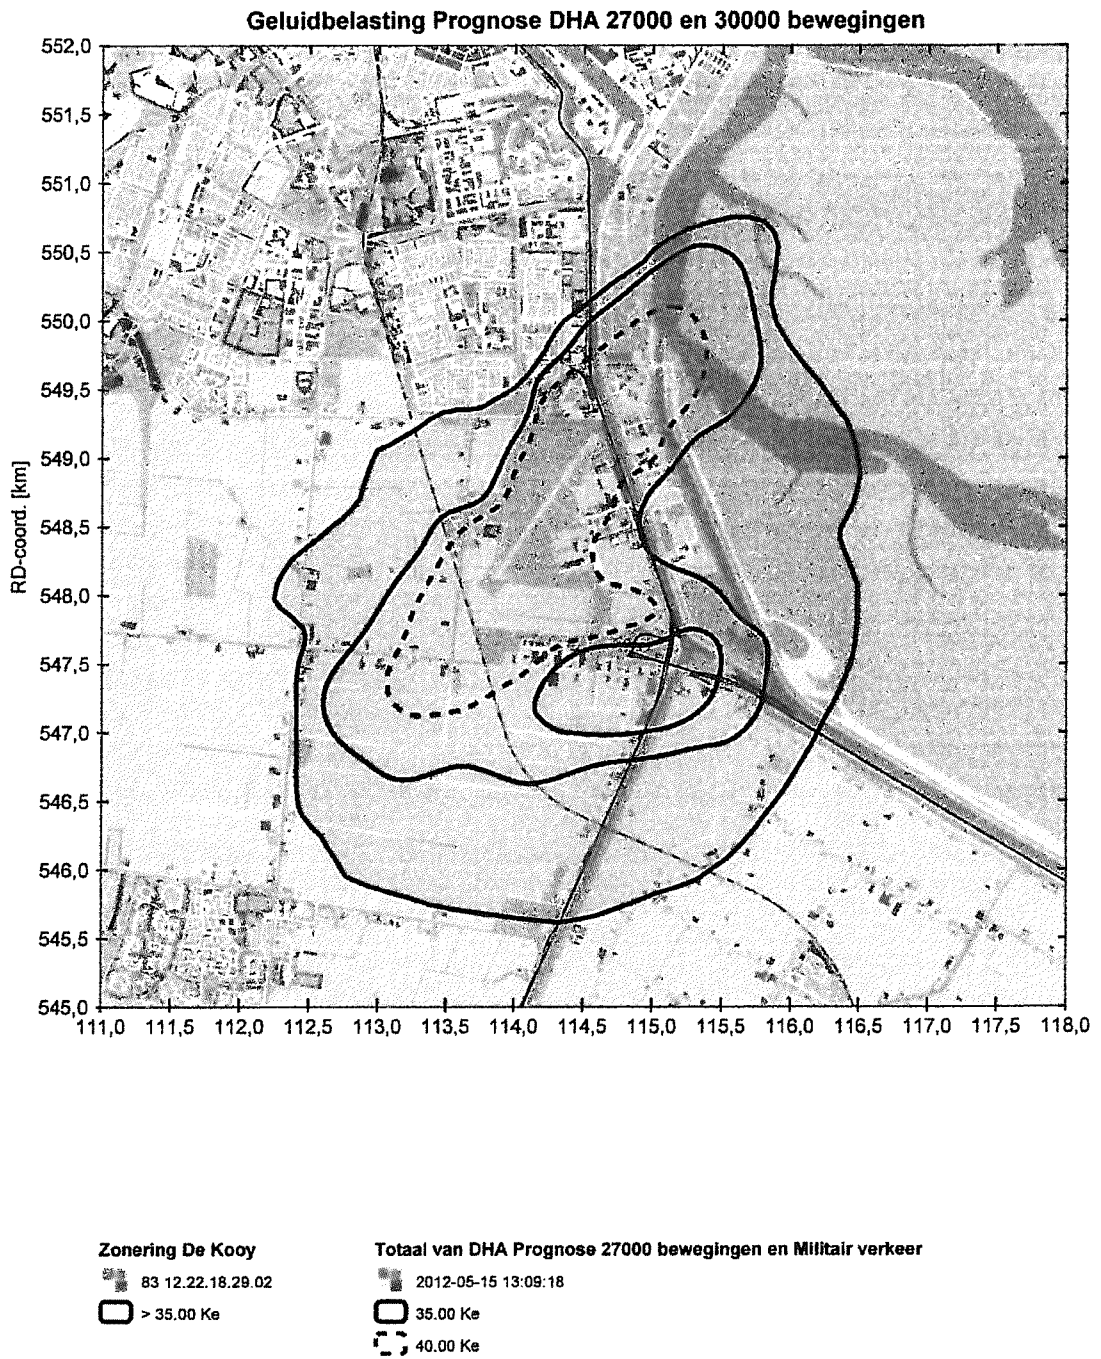 Geluidbelasting Prognose DHA 27000 en 30000 bewegingen
552,0
551,5
551,0
550,5
550,0
549,5
549,0
548,5
548,0
547,5
547,0
546,5
546,0
545,5
545,0
RD-coord. [km]
111,0 111,5 112,0 112,5 113,0 113,5 114,0 114,5 115,0 115,5 116,0 116,5 117,0 117,5 118,0
Zonering De Kooy
83 12.22.18.29.02
> 35.00 Ke
Totaal van DHA Prognose 27000 bewegingen en Militair verkeer
2012-05-15 13:09:18
35.00 Ke
40.00 Ke